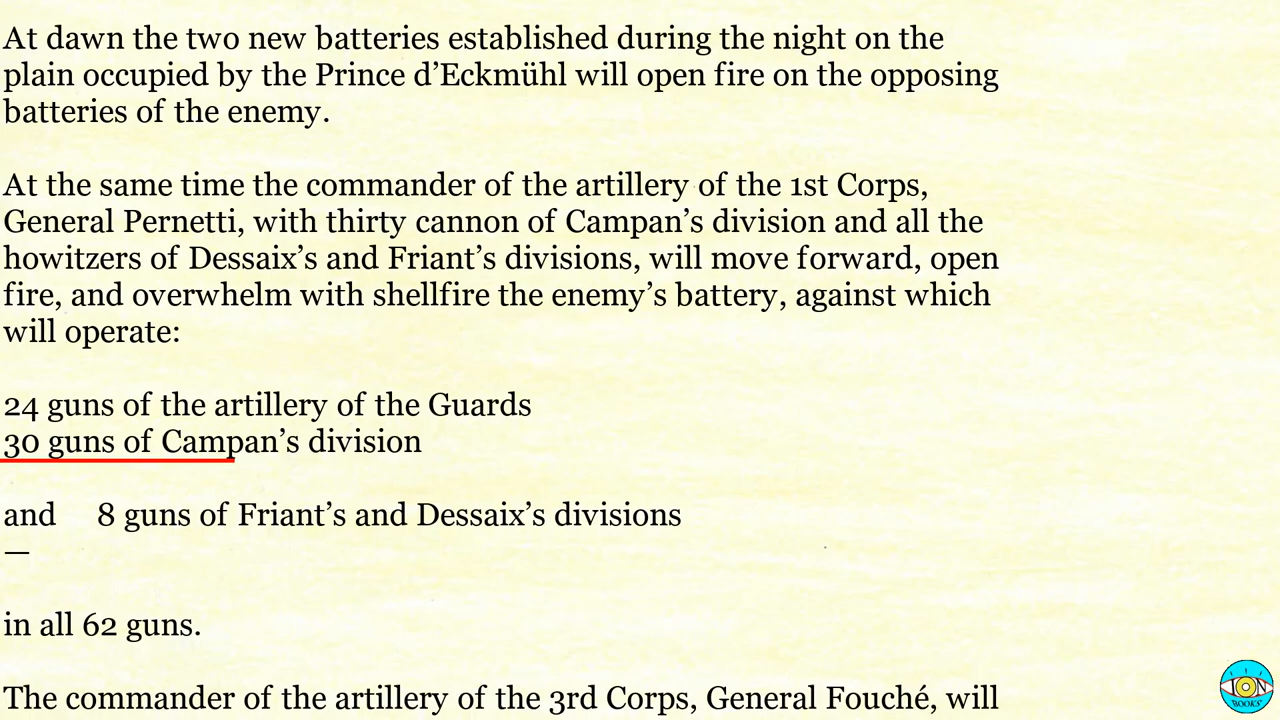 At dawn the two new batteries established during the night on the
plain occupied by the Prince d’Eckmühl will open fire on the opposing
batteries of the enemy.
At the same time the commander of the artillery of the 1st Corps,
General Pernetti, with thirty cannon of Campan’s division and all the
howitzers of Dessaix’s and Friant’s divisions, will move forward, open
fire, and overwhelm with shellfire the enemy’s battery, against which
will operate:
24 guns of the artillery of the Guards
30 guns of Campan’s division
and 8 guns of Friant’s and Dessaix’s divisions
—
in all 62 guns.
The commander of the artillery of the 3rd Corps, General Fouché, will
ION
BOOKS